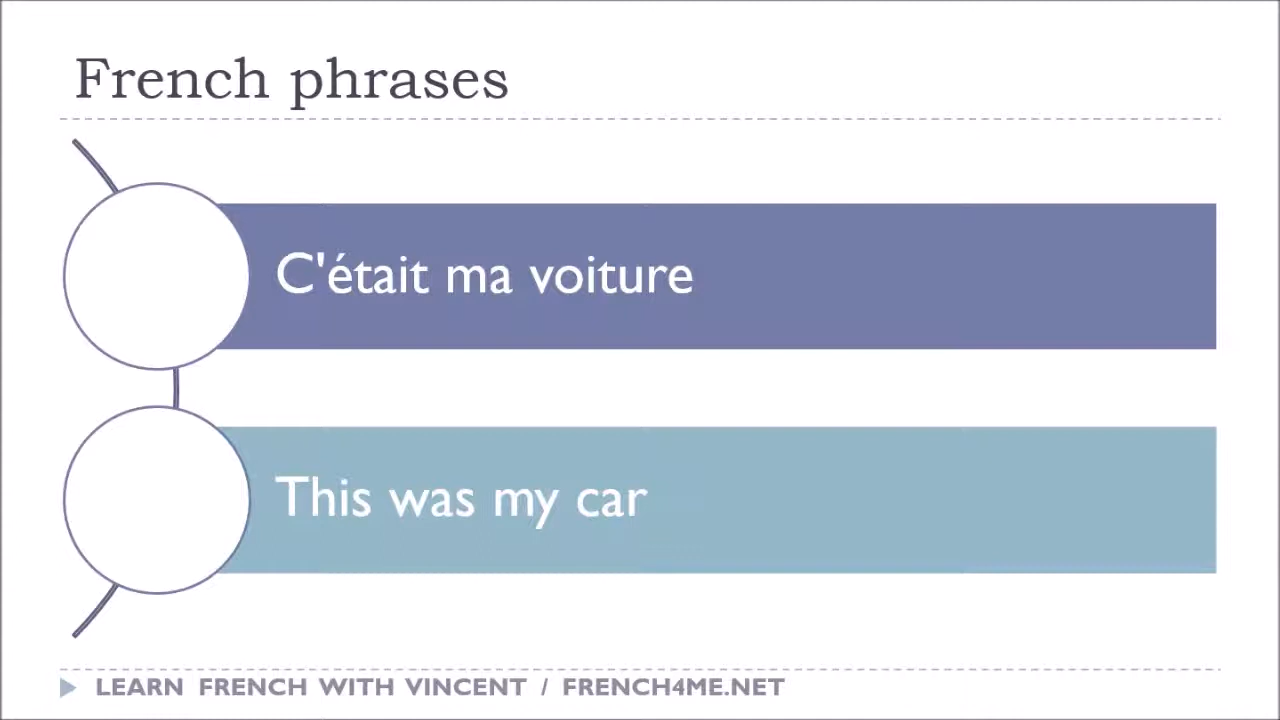 French phrases
C'était ma voiture
This was my car
LEARN FRENCH WITH VINCENT / FRENCH4ME.NET